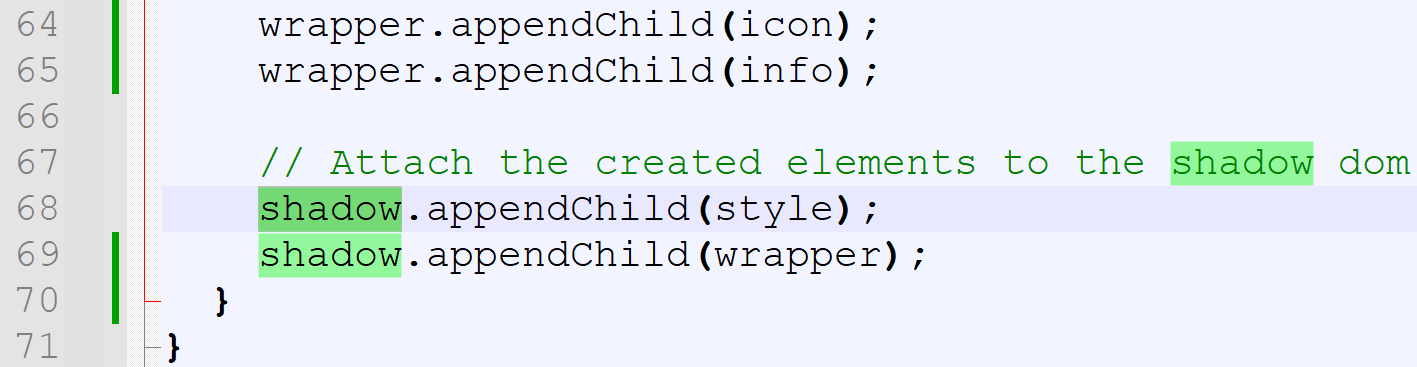 64 wrapper.appendChild(icon);
65 wrapper.appendChild(info);
66
67 // Attach the created elements to the shadow dom
68 shadow.appendChild(style);
69 shadow.appendChild(wrapper);
70 }
71 }